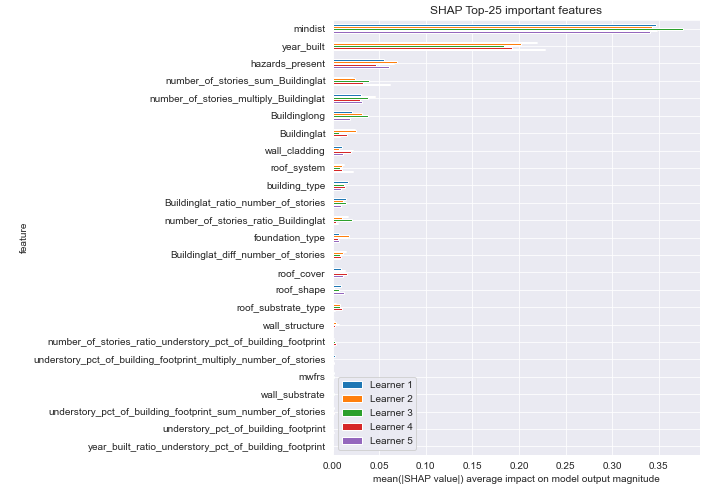 SHAP Top-25 important features
mindist
year_built
hazards_present
number_of_stories_sum_Buildinglat
number_of_stories_multiply_Buildinglat
Buildinglong
Buildinglat
wall_cladding
roof_system
building_type
Buildinglat_ratio_number_of_stories
number_of_stories_ratio_Buildinglat
foundation_type
Buildinglat_diff_number_of_stories
roof_cover
roof_shape
roof_substrate_type
wall_structure
number_of_stories_ratio_understory_pct_of_building_footprint
understory_pct_of_building_footprint_multiply_number_of_stories
mwfrs
wall_substrate
understory_pct_of_building_footprint_sum_number_of_stories
understory_pct_of_building_footprint
year_built_ratio_understory_pct_of_building_footprint
feature
Learner 1
Learner 2
Learner 3
Learner 4
Learner 5
0.00 0.05 0.10 0.15 0.20 0.25 0.30 0.35
mean(|SHAP value|) average impact on model output magnitude